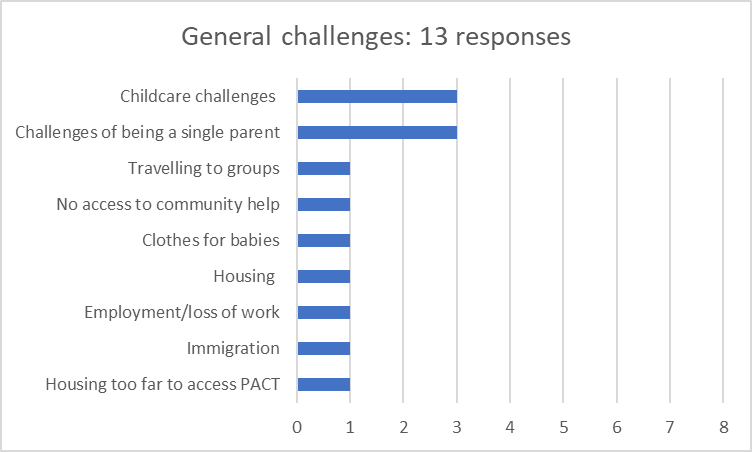 General challenges: 13 responses
Childcare challenges
Challenges of being a single parent
Travelling to groups
No access to community help
Clothes for babies
Housing
Employment/loss of work
Immigration
Housing too far to access PACT
0 1 2 3 4 5 6 7 8